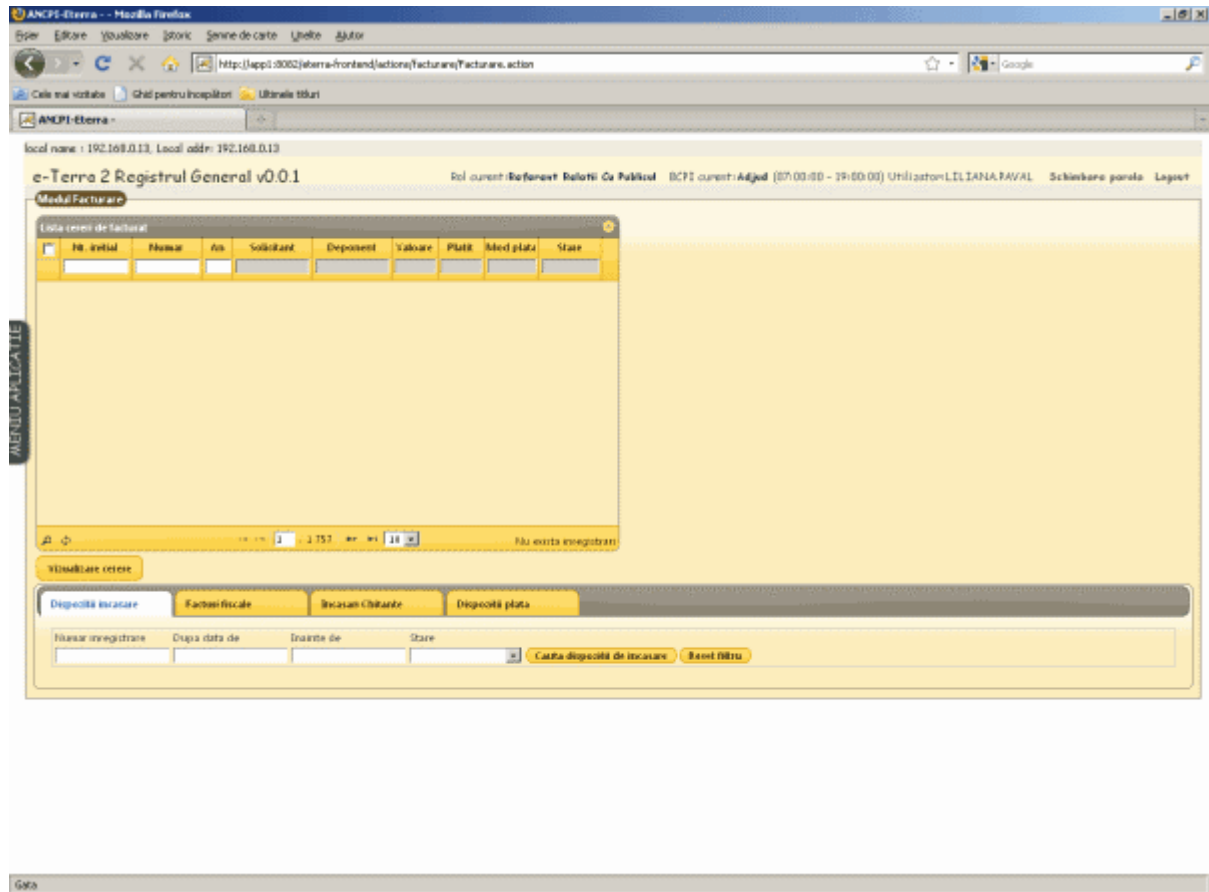 ANCPI-Eterra - - Mozilla Firefox
Fișier Editare Vizualizare Istoric Semne de carte Unelte Ajutor
http://app1:8082/eterra-frontend/actions/facturare/Facturare.action Google
Cele mai vizitate Ghid pentru începători Ultimele titluri
ANCPI-Eterra -
local name : 192.168.0.13, Local addr: 192.168.0.13
e-Terra 2 Registrul General v0.0.1 Rol curent:Referent Relatii Cu Publicul BCPI curent:Adjud (07:00:00 - 19:00:00) Utilizator:LILIANA.PAVAL Schimbare parola Logout
Modul Facturare
Lista cereri de facturat
Nr. initial Numar An Solicitant Deponent Valoare Platit Mod plata Stare
MENIU APLICATIE
1 10 Nu exista inregistrari
Vizualizare cerere
Dispozitii incasare Facturi fiscale Incasari Chitante Dispozitii plata
Numar inregistrare Dupa data de Inainte de Stare
Cauta dispozitii de incasare Reset filtru
Gata